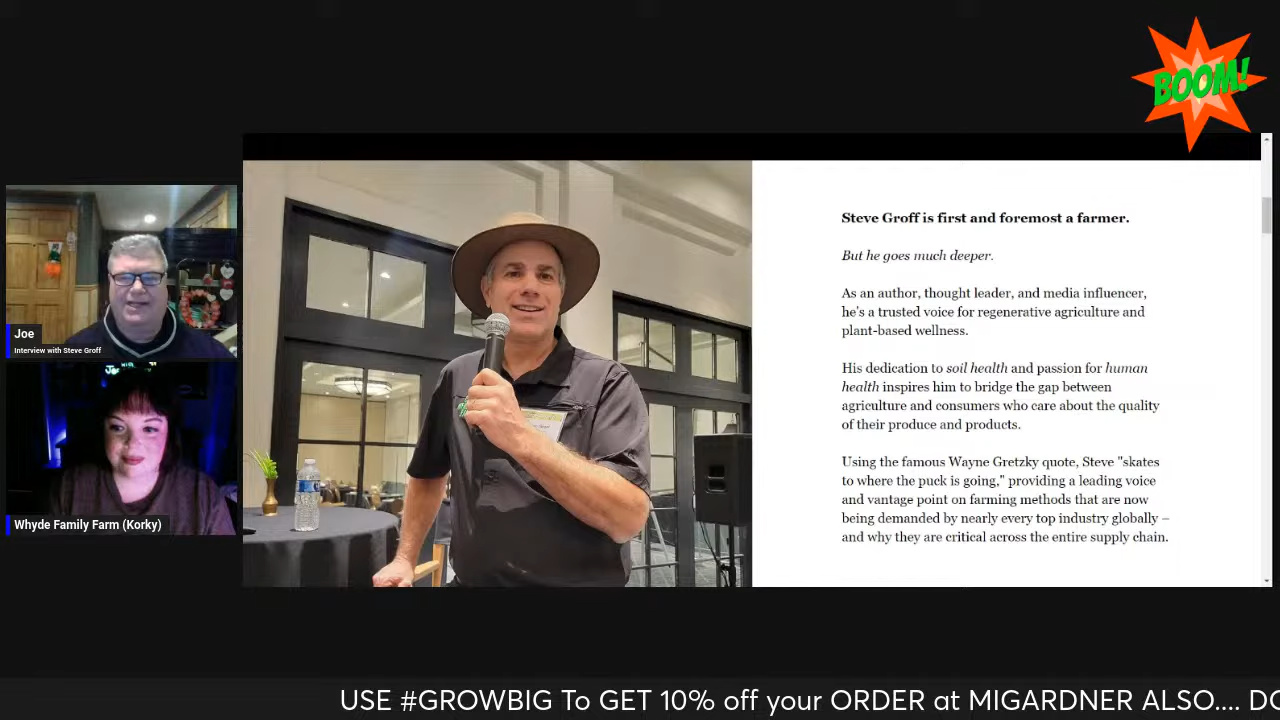 BOOM!
Steve Groff is first and foremost a farmer.
But he goes much deeper.
As an author, thought leader, and media influencer,
he's a trusted voice for regenerative agriculture and
plant-based wellness.
His dedication to soil health and passion for human
health inspires him to bridge the gap between
agriculture and consumers who care about the quality
of their produce and products.
Using the famous Wayne Gretzky quote, Steve "skates
to where the puck is going," providing a leading voice
and vantage point on farming methods that are now
being demanded by nearly every top industry globally –
and why they are critical across the entire supply chain.
Joe
Interview with Steve Groff
Whyde Family Farm (Korky)
USE #GROWBIG To GET 10% off your ORDER at MIGARDNER ALSO.... DO